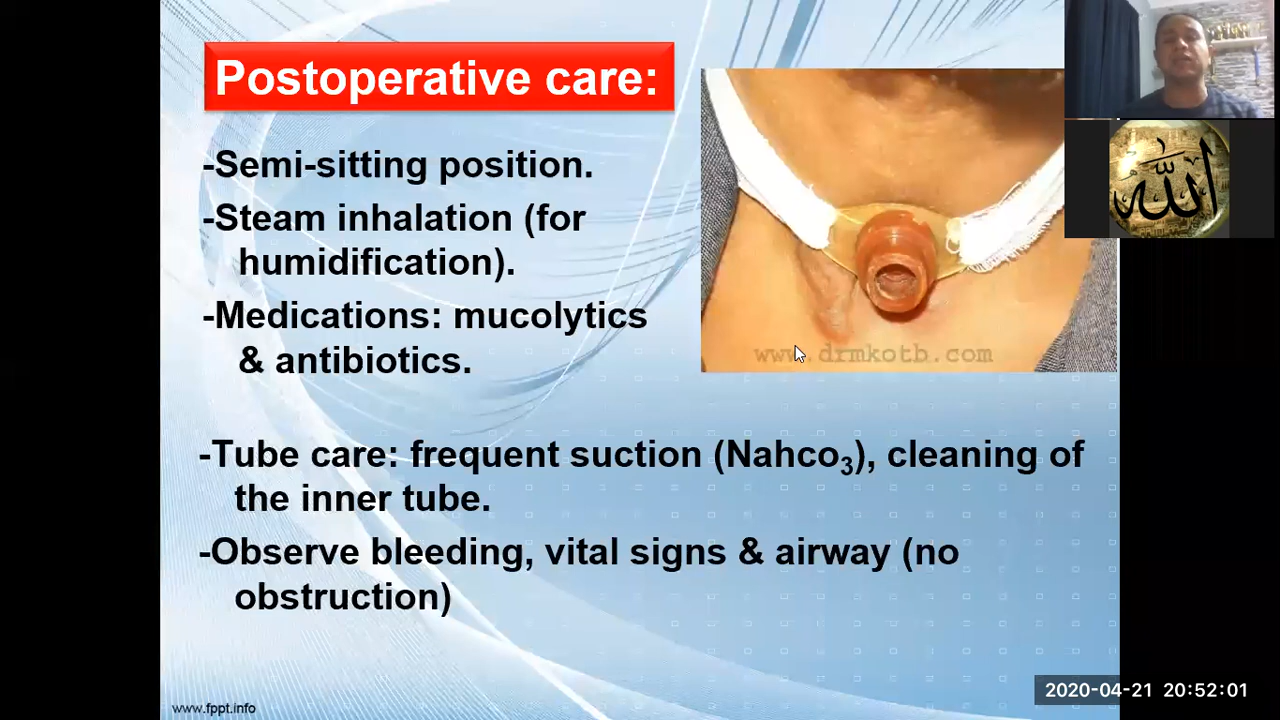 Postoperative care:
-Semi-sitting position.
-Steam inhalation (for
humidification).
-Medications: mucolytics
& antibiotics.
-Tube care: frequent suction (Nahco₃), cleaning of
the inner tube.
-Observe bleeding, vital signs & airway (no
obstruction)
www.drmkotb.com
الله
www.fppt.info
2020-04-21 20:52:01